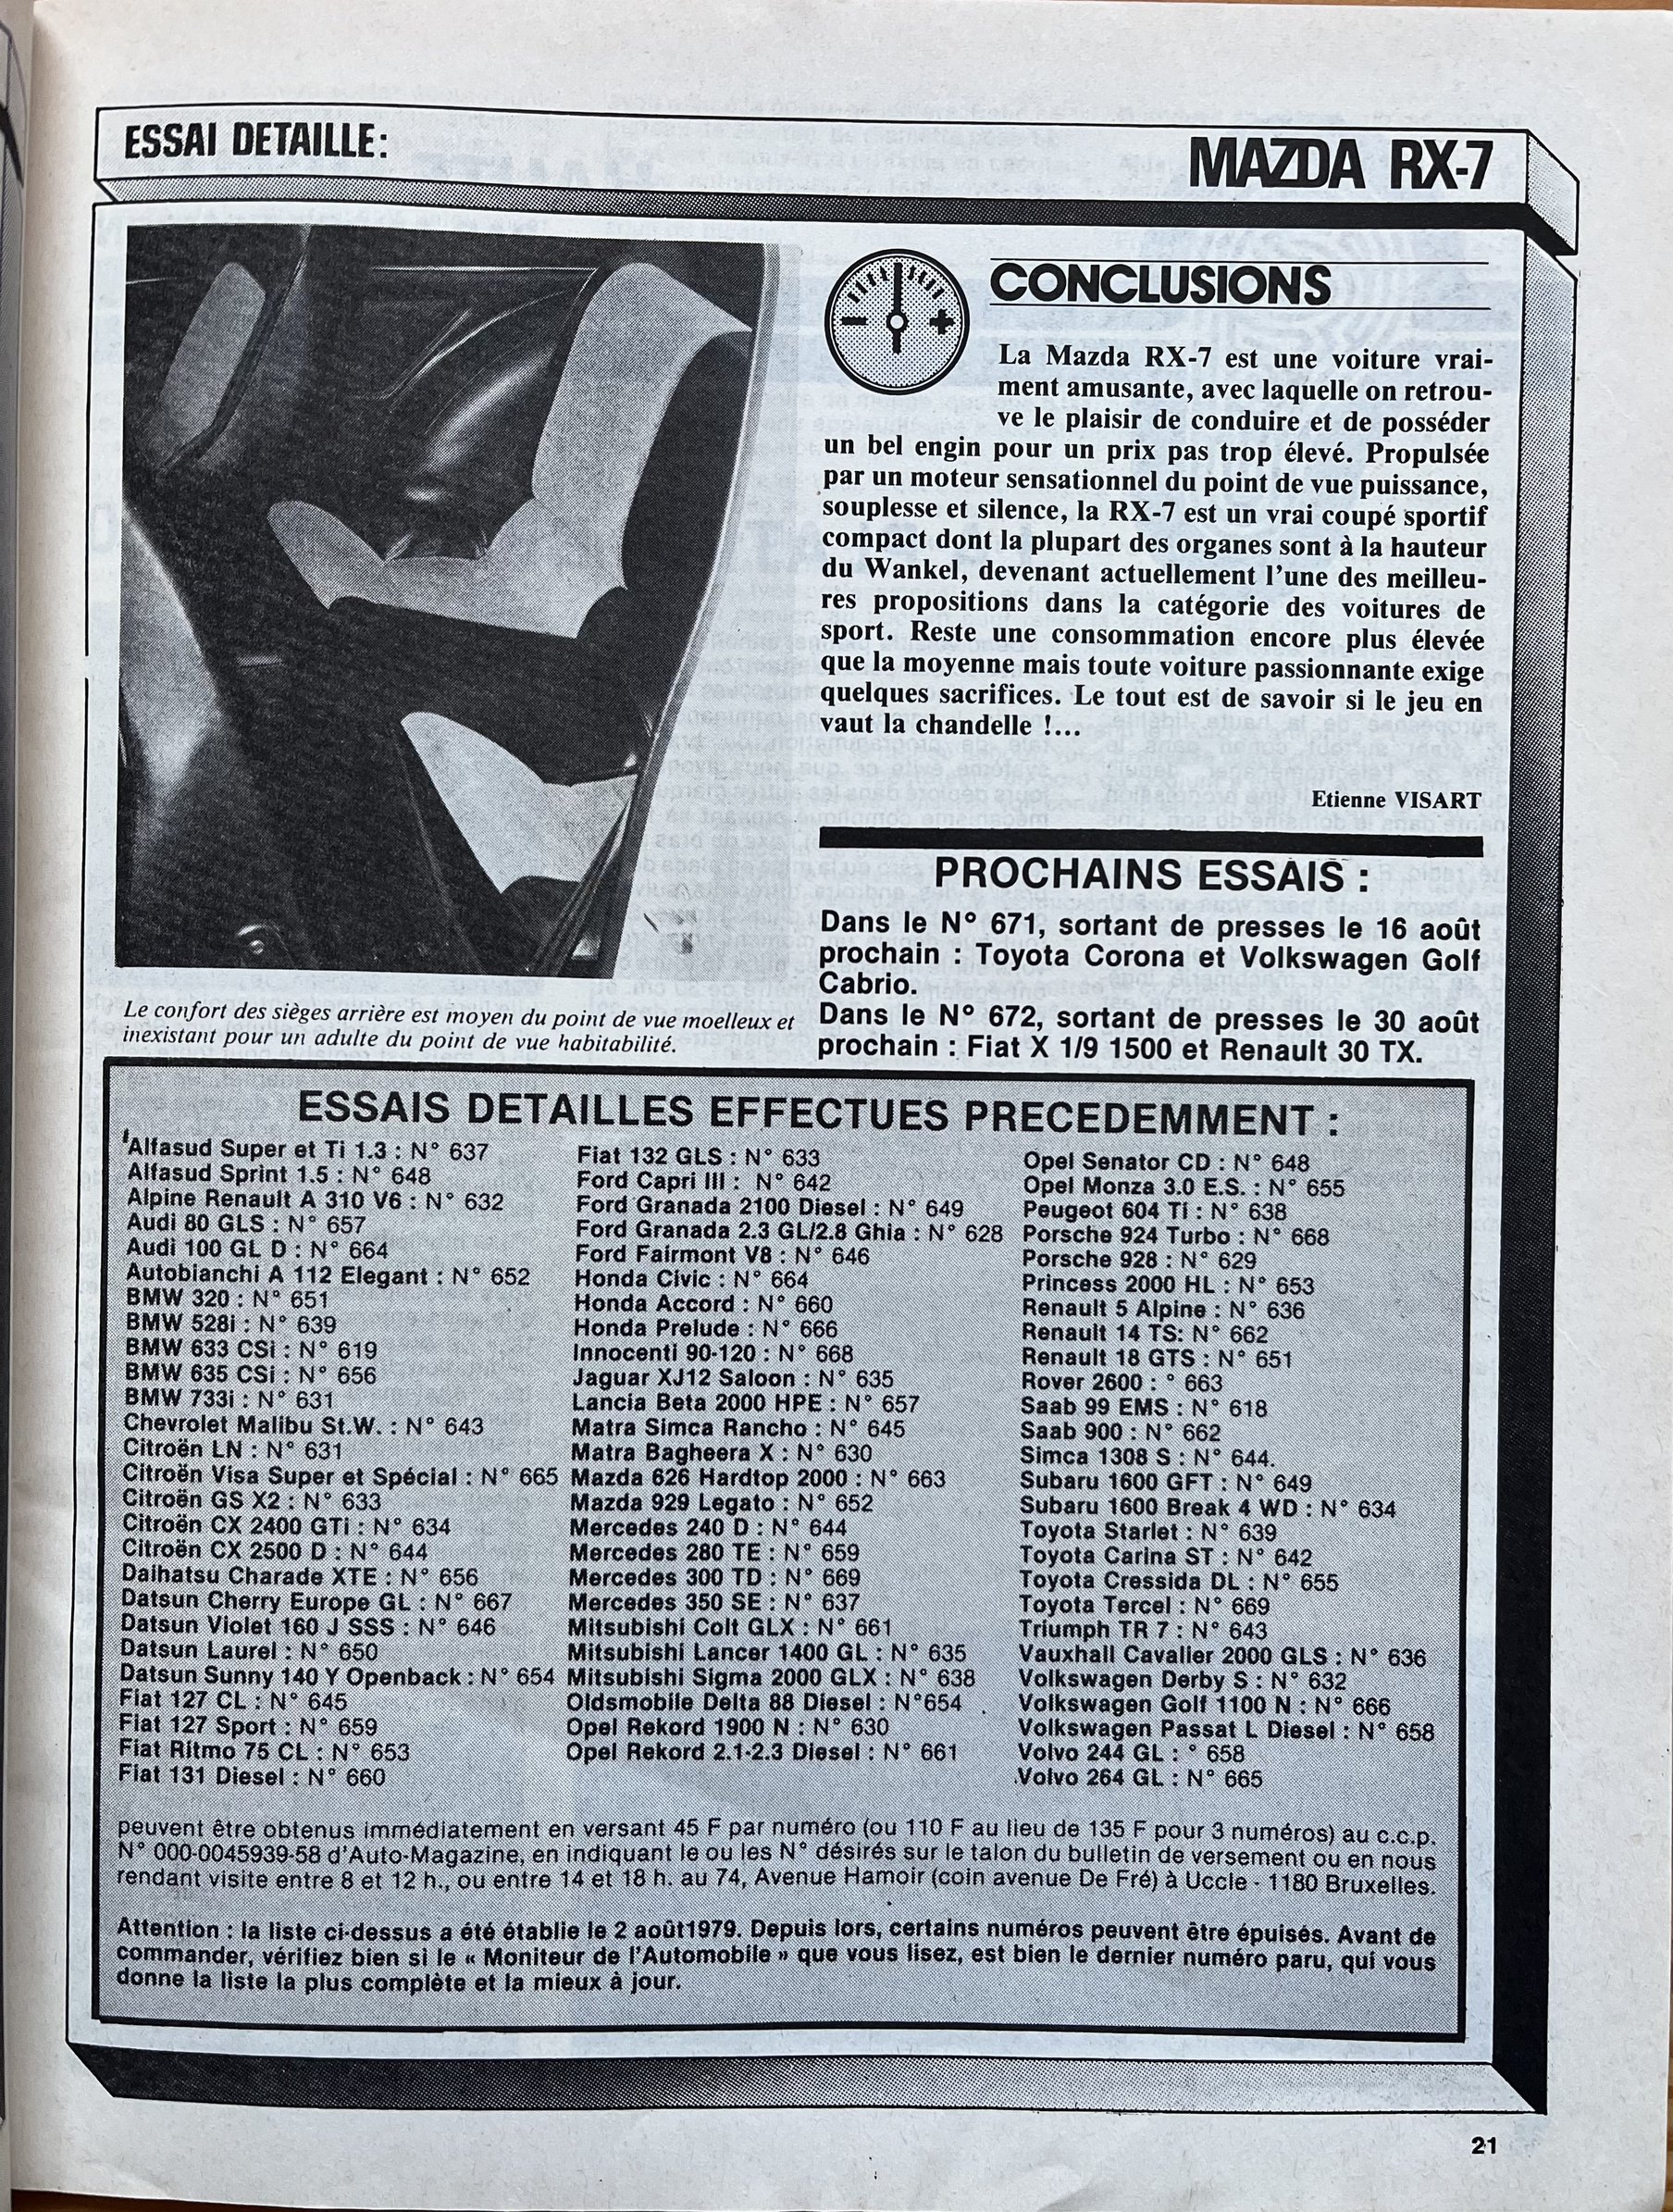 ESSAI DETAILLE:
MAZDA RX-7
CONCLUSIONS
La Mazda RX-7 est une voiture vrai-
ment amusante, avec laquelle on retrou-
ve le plaisir de conduire et de posséder
un bel engin pour un prix pas trop élevé. Propulsée
par un moteur sensationnel du point de vue puissance,
souplesse et silence, la RX-7 est un vrai coupé sportif
compact dont la plupart des organes sont à la hauteur
du Wankel, devenant actuellement l'une des meilleu-
res propositions dans la catégorie des voitures de
sport. Reste une consommation encore plus élevée
que la moyenne mais toute voiture passionnante exige
quelques sacrifices. Le tout est de savoir si le jeu en
vaut la chandelle !...
Etienne VISART
Le confort des sièges arrière est moyen du point de vue moelleux et
inexistant pour un adulte du point de vue habitabilité.
PROCHAINS ESSAIS :
Dans le N° 671, sortant de presses le 16 août
prochain : Toyota Corona et Volkswagen Golf
Cabrio.
Dans le N° 672, sortant de presses le 30 août
prochain : Fiat X 1/9 1500 et Renault 30 TX.
ESSAIS DETAILLES EFFECTUES PRECEDEMMENT :
Alfasud Super et Ti 1.3 : N° 637
Alfasud Sprint 1.5 : N° 648
Alpine Renault A 310 V6 : N° 632
Audi 80 GLS : N° 657
Audi 100 GL D : N° 664
Autobianchi A 112 Elegant : N° 652
BMW 320 : N° 651
BMW 528i : N° 639
BMW 633 CSi : N° 619
BMW 635 CSi : N° 656
BMW 733i : N° 631
Chevrolet Malibu St.W. : N° 643
Citroën LN : N° 631
Citroën Visa Super et Spécial : N° 665
Citroën GS X2 : N° 633
Citroën CX 2400 GTi : N° 634
Citroën CX 2500 D : N° 644
Daihatsu Charade XTE : N° 656
Datsun Cherry Europe GL : N° 667
Datsun Violet 160 J SSS : N° 646
Datsun Laurel : N° 650
Datsun Sunny 140 Y Openback : N° 654
Fiat 127 CL : N° 645
Fiat 127 Sport : N° 659
Fiat Ritmo 75 CL : N° 653
Fiat 131 Diesel : N° 660
Fiat 132 GLS : N° 633
Ford Capri III : N° 642
Ford Granada 2100 Diesel : N° 649
Ford Granada 2.3 GL/2.8 Ghia : N° 628
Ford Fairmont V8 : N° 646
Honda Civic : N° 664
Honda Accord : N° 660
Honda Prelude : N° 666
Innocenti 90-120 : N° 668
Jaguar XJ12 Saloon : N° 635
Lancia Beta 2000 HPE : N° 657
Matra Simca Rancho : N° 645
Matra Bagheera X : N° 630
Mazda 626 Hardtop 2000 : N° 663
Mazda 929 Legato : N° 652
Mercedes 240 D : N° 644
Mercedes 280 TE : N° 659
Mercedes 300 TD : N° 669
Mercedes 350 SE : N° 637
Mitsubishi Colt GLX : N° 661
Mitsubishi Lancer 1400 GL : N° 635
Mitsubishi Sigma 2000 GLX : N° 638
Oldsmobile Delta 88 Diesel : N°654
Opel Rekord 1900 N : N° 630
Opel Rekord 2.1-2.3 Diesel : N° 661
Opel Senator CD : N° 648
Opel Monza 3.0 E.S. : N° 655
Peugeot 604 TI : N° 638
Porsche 924 Turbo : N° 668
Porsche 928 : N° 629
Princess 2000 HL : N° 653
Renault 5 Alpine : N° 636
Renault 14 TS: N° 662
Renault 18 GTS : N° 651
Rover 2600 : ° 663
Saab 99 EMS : N° 618
Saab 900 : N° 662
Simca 1308 S : N° 644.
Subaru 1600 GFT : N° 649
Subaru 1600 Break 4 WD : N° 634
Toyota Starlet : N° 639
Toyota Carina ST : N° 642
Toyota Cressida DL : N° 655
Toyota Tercel : N° 669
Triumph TR 7 : N° 643
Vauxhall Cavalier 2000 GLS : N° 636
Volkswagen Derby S : N° 632
Volkswagen Golf 1100 N : N° 666
Volkswagen Passat L Diesel : N° 658
Volvo 244 GL : ° 658
Volvo 264 GL : N° 665
peuvent être obtenus immédiatement en versant 45 F par numéro (ou 110 F au lieu de 135 F pour 3 numéros) au c.c.p.
N° 000-0045939-58 d'Auto-Magazine, en indiquant le ou les N° désirés sur le talon du bulletin de versement ou en nous
rendant visite entre 8 et 12 h., ou entre 14 et 18 h. au 74, Avenue Hamoir (coin avenue De Fré) à Uccle - 1180 Bruxelles.
Attention : la liste ci-dessus a été établie le 2 août1979. Depuis lors, certains numéros peuvent être épuisés. Avant de
commander, vérifiez bien si le « Moniteur de l'Automobile » que vous lisez, est bien le dernier numéro paru, qui vous
donne la liste la plus complète et la mieux à jour.
21